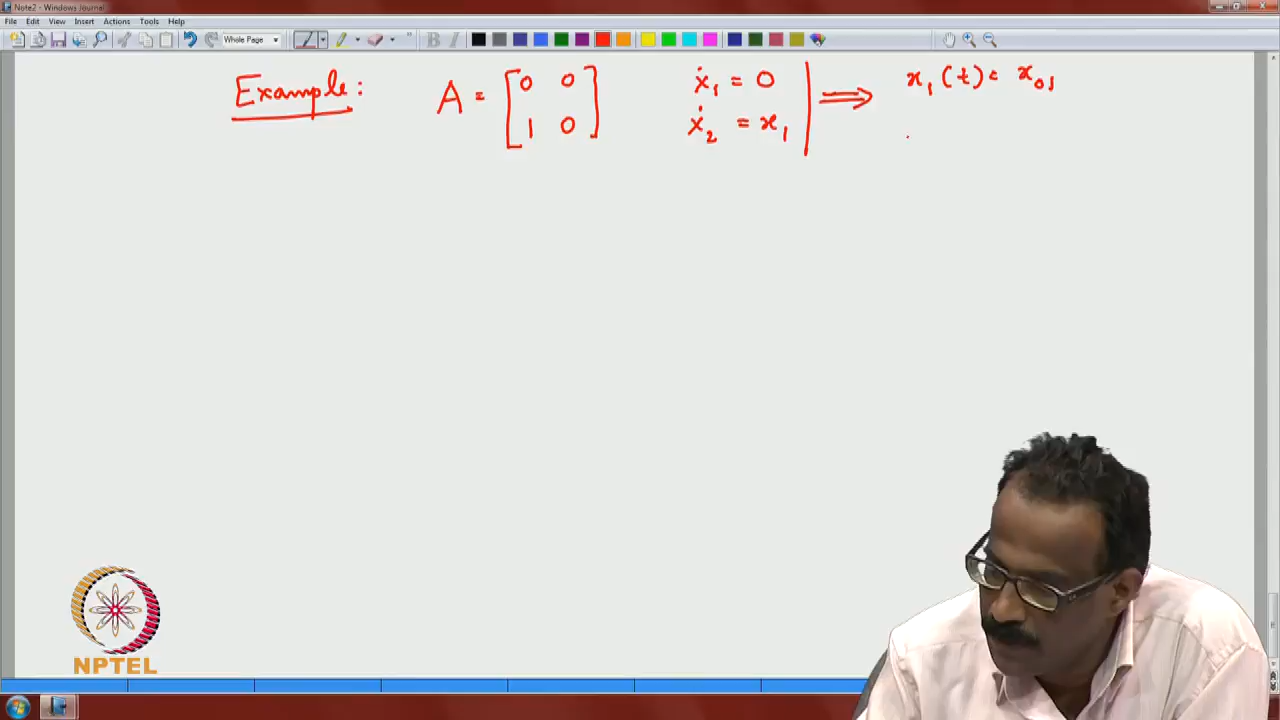 Note2 - Windows Journal
File Edit View Insert Actions Tools Help
Whole Page
B I
Example: A = [0 0 ẋ₁ = 0 ⟹ x₁(t) = x₀₁
1 0] ẋ₂ = x₁
NPTEL